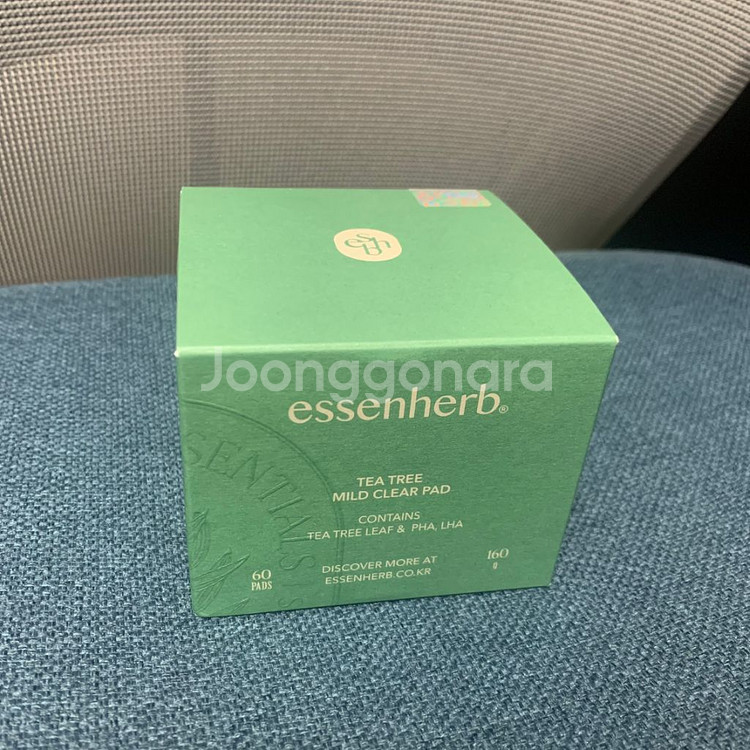 Joonggonara
essenherb®
TEA TREE
MILD CLEAR PAD
CONTAINS
TEA TREE LEAF & PHA, LHA
DISCOVER MORE AT
ESSENHERB.CO.KR
60
PADS
160
g